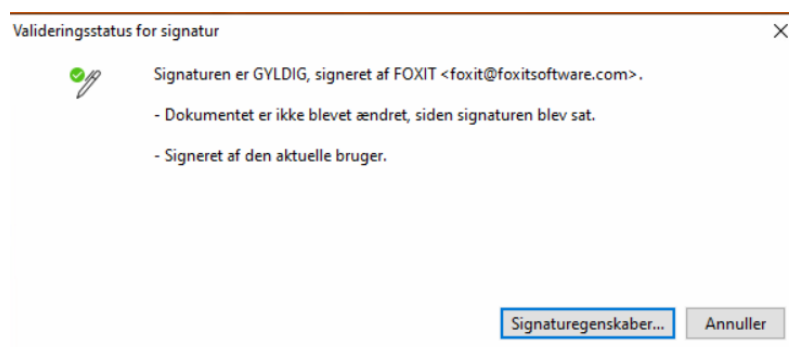 Valideringsstatus for signatur
Signaturen er GYLDIG, signeret af FOXIT <foxit@foxitsoftware.com>.
- Dokumentet er ikke blevet ændret, siden signaturen blev sat.
- Signeret af den aktuelle bruger.
Signaturegenskaber... Annuller